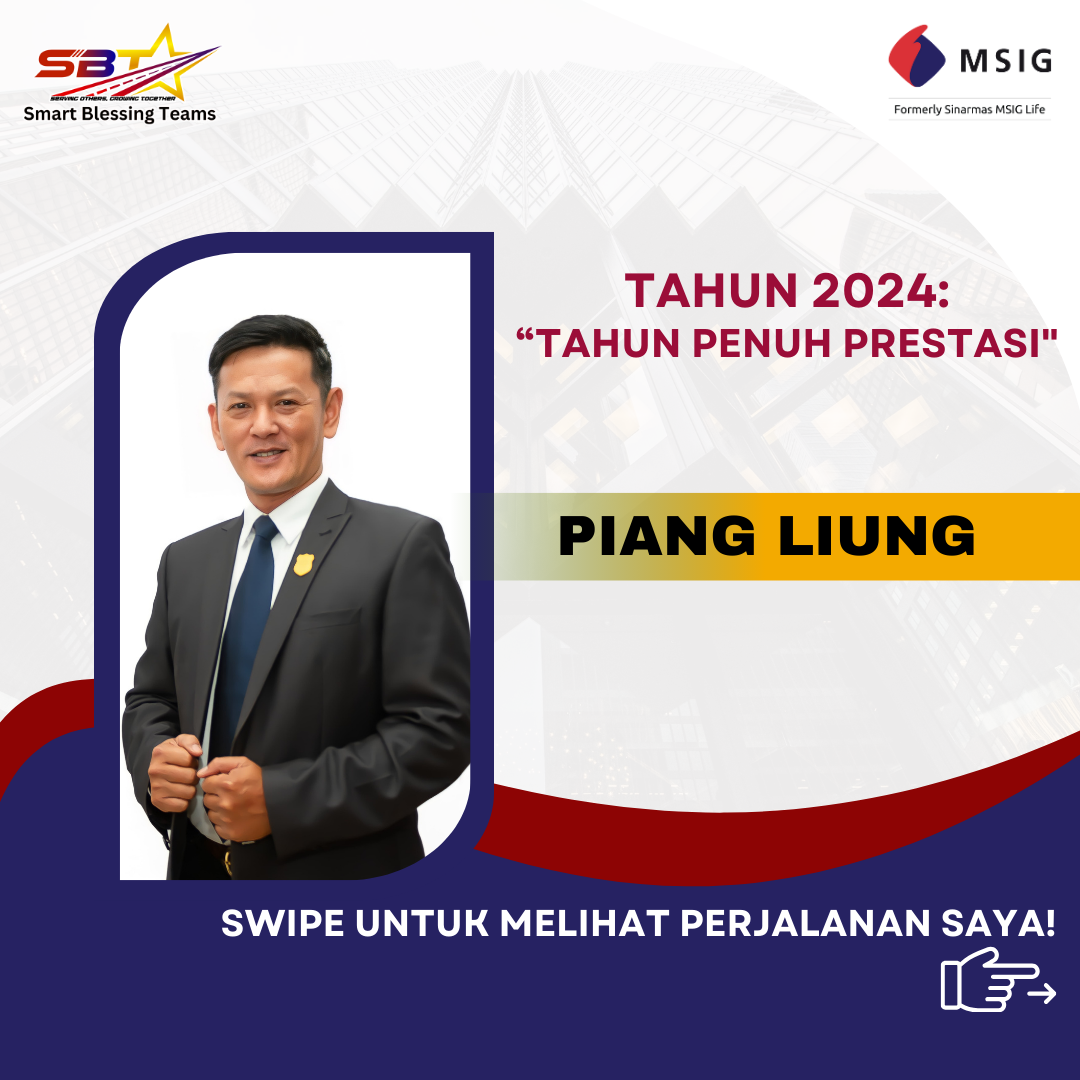 SBT
SERVING OTHERS, GROWING TOGETHER
Smart Blessing Teams
MSIG
Formerly Sinarmas MSIG Life
TAHUN 2024:
“TAHUN PENUH PRESTASI"
PIANG LIUNG
SWIPE UNTUK MELIHAT PERJALANAN SAYA!